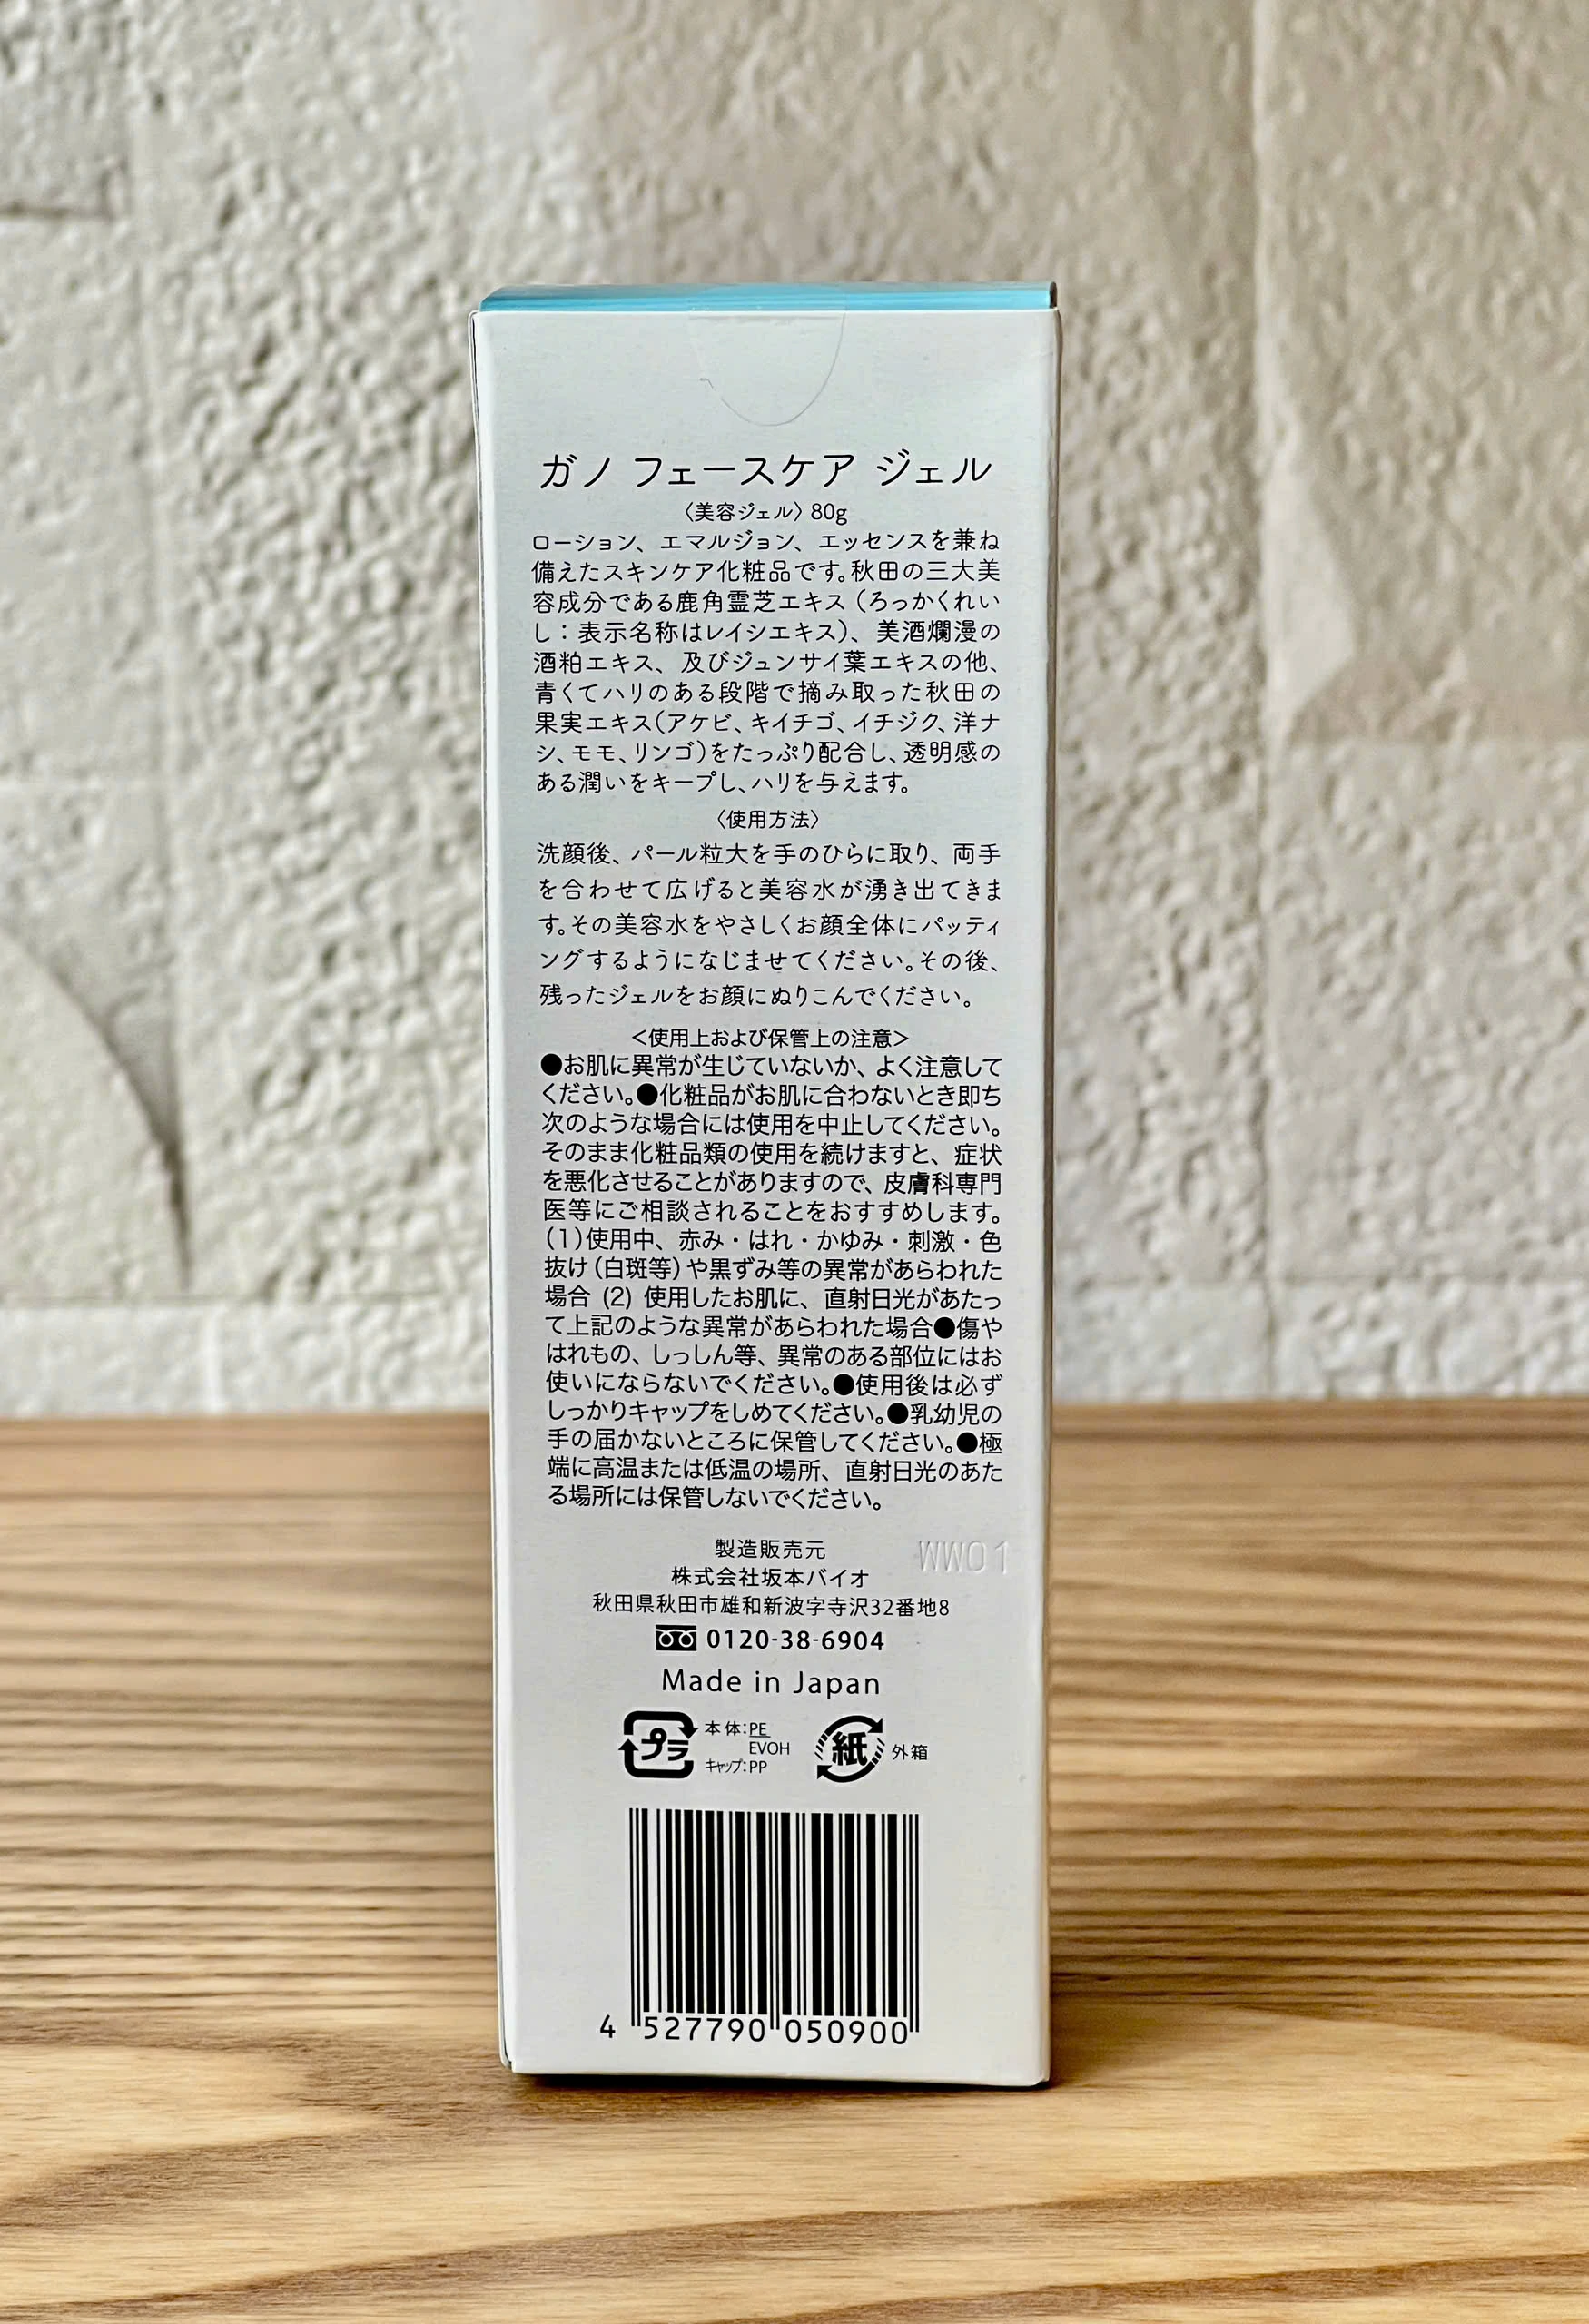 ガノ フェースケア ジェル
〈美容ジェル〉80g
ローション、エマルジョン、エッセンスを兼ね
備えたスキンケア化粧品です。秋田の三大美
容成分である鹿角霊芝エキス（ろっかくれい
し：表示名称はレイシエキス）、美酒爛漫の
酒粕エキス、及びジュンサイ葉エキスの他、
青くてハリのある段階で摘み取った秋田の
果実エキス（アケビ、キイチゴ、イチジク、洋ナ
シ、モモ、リンゴ）をたっぷり配合し、透明感の
ある潤いをキープし、ハリを与えます。
〈使用方法〉
洗顔後、パール粒大を手のひらに取り、両手
を合わせて広げると美容水が湧き出てきま
す。その美容水をやさしくお顔全体にパッティ
ングするようになじませてください。その後、
残ったジェルをお顔にぬりこんでください。
＜使用上および保管上の注意＞
●お肌に異常が生じていないか、よく注意して
ください。●化粧品がお肌に合わないとき即ち
次のような場合には使用を中止してください。
そのまま化粧品類の使用を続けますと、症状
を悪化させることがありますので、皮膚科専門
医等にご相談されることをおすすめします。
(1)使用中、赤み・はれ・かゆみ・刺激・色
抜け（白斑等）や黒ずみ等の異常があらわれた
場合 (2) 使用したお肌に、直射日光があたっ
て上記のような異常があらわれた場合●傷や
はれもの、しっしん等、異常のある部位にはお
使いにならないでください。●使用後は必ず
しっかりキャップをしめてください。●乳幼児の
手の届かないところに保管してください。●極
端に高温または低温の場所、直射日光のあた
る場所には保管しないでください。
製造販売元
WW01
株式会社坂本バイオ
秋田県秋田市雄和新波字寺沢32番地8
0120-38-6904
Made in Japan
プラ 本体:PE
EVOH
キャップ:PP
紙 外箱
4 527790 050900